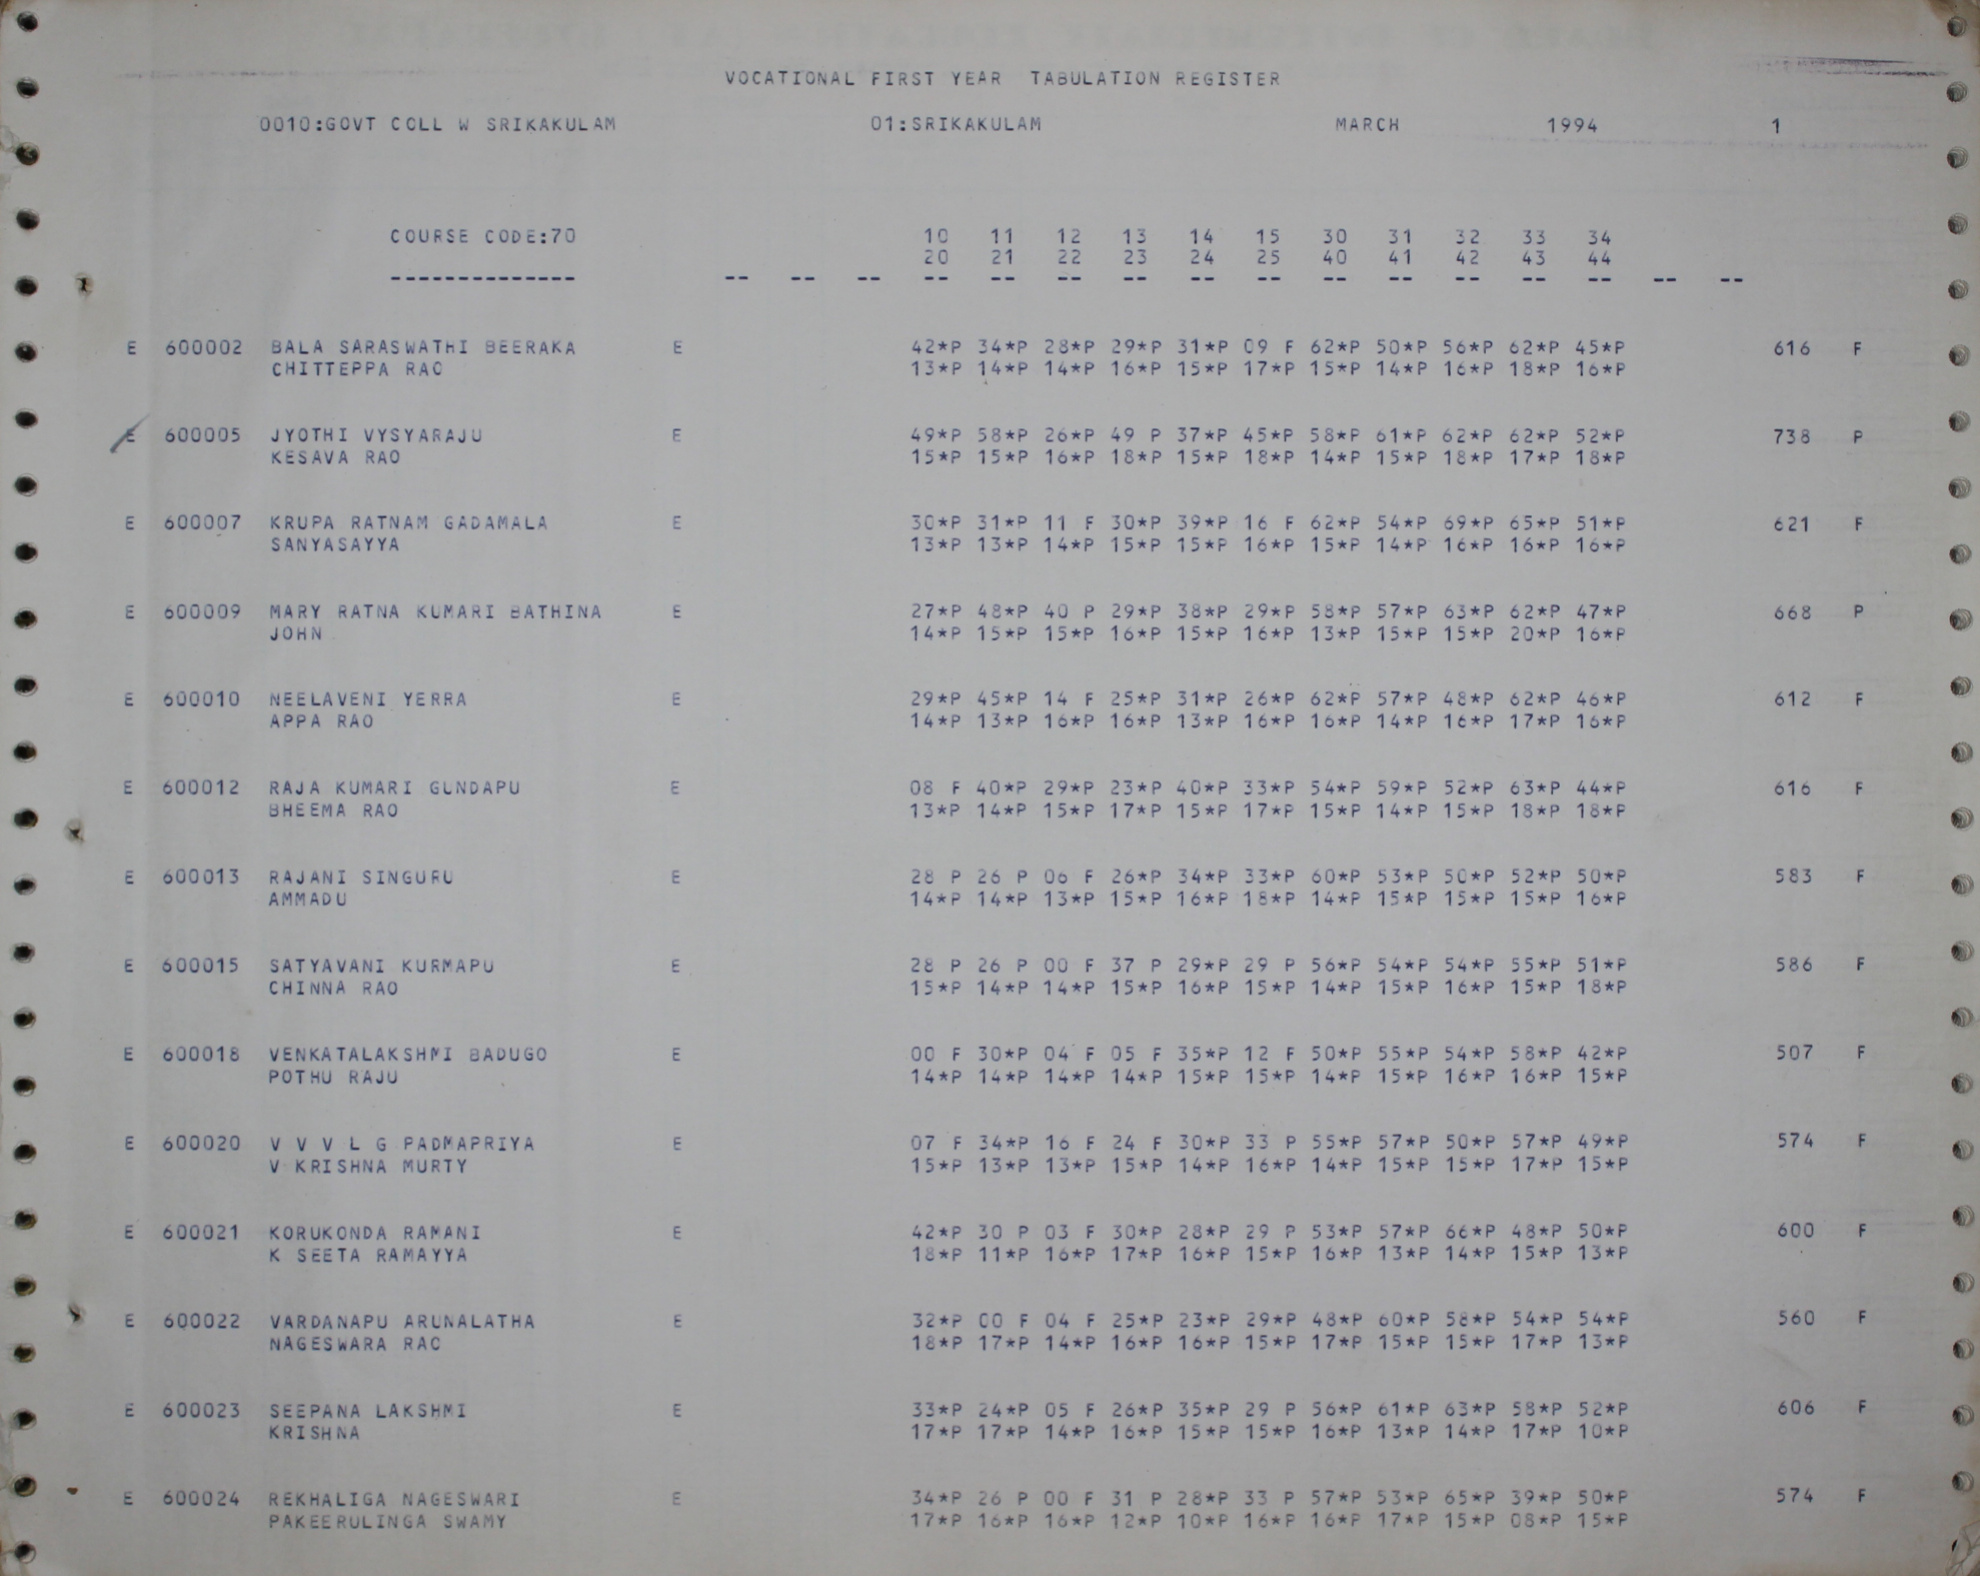 VOCATIONAL FIRST YEAR TABULATION REGISTER
0010:GOVT COLL W SRIKAKULAM 01:SRIKAKULAM MARCH 1994 1
COURSE CODE:70 10 11 12 13 14 15 30 31 32 33 34
20 21 22 23 24 25 40 41 42 43 44
-------------- -- -- -- -- -- -- -- -- -- -- -- -- -- -- -- --
E 600002 BALA SARASWATHI BEERAKA E 42*P 34*P 28*P 29*P 31*P 09 F 62*P 50*P 56*P 62*P 45*P 616 F
CHITTEPPA RAO 13*P 14*P 14*P 16*P 15*P 17*P 15*P 14*P 16*P 18*P 16*P
E 600005 JYOTHI VYSYARAJU E 49*P 58*P 26*P 49 P 37*P 45*P 58*P 61*P 62*P 62*P 52*P 738 P
KESAVA RAO 15*P 15*P 16*P 18*P 15*P 18*P 14*P 15*P 18*P 17*P 18*P
E 600007 KRUPA RATNAM GADAMALA E 30*P 31*P 11 F 30*P 39*P 16 F 62*P 54*P 69*P 65*P 51*P 621 F
SANYASAYYA 13*P 13*P 14*P 15*P 15*P 16*P 15*P 14*P 16*P 16*P 16*P
E 600009 MARY RATNA KUMARI BATHINA E 27*P 48*P 40 P 29*P 38*P 29*P 58*P 57*P 63*P 62*P 47*P 668 P
JOHN 14*P 15*P 15*P 16*P 15*P 16*P 13*P 15*P 15*P 20*P 16*P
E 600010 NEELAVENI YERRA E 29*P 45*P 14 F 25*P 31*P 26*P 62*P 57*P 48*P 62*P 46*P 612 F
APPA RAO 14*P 13*P 16*P 16*P 13*P 16*P 16*P 14*P 16*P 17*P 16*P
E 600012 RAJA KUMARI GUNDAPU E 08 F 40*P 29*P 23*P 40*P 33*P 54*P 59*P 52*P 63*P 44*P 616 F
BHEEMA RAO 13*P 14*P 15*P 17*P 15*P 17*P 15*P 14*P 15*P 18*P 18*P
E 600013 RAJANI SINGURU E 28 P 26 P 06 F 26*P 34*P 33*P 60*P 53*P 50*P 52*P 50*P 583 F
AMMADU 14*P 14*P 13*P 15*P 16*P 18*P 14*P 15*P 15*P 15*P 16*P
E 600015 SATYAVANI KURMAPU E 28 P 26 P 00 F 37 P 29*P 29 P 56*P 54*P 54*P 55*P 51*P 586 F
CHINNA RAO 15*P 14*P 14*P 15*P 16*P 15*P 14*P 15*P 16*P 15*P 18*P
E 600018 VENKATALAKSHMI BADUGO E 00 F 30*P 04 F 05 F 35*P 12 F 50*P 55*P 54*P 58*P 42*P 507 F
POTHU RAJU 14*P 14*P 14*P 14*P 15*P 15*P 14*P 15*P 16*P 16*P 15*P
E 600020 V V V L G PADMAPRIYA E 07 F 34*P 16 F 24 F 30*P 33 P 55*P 57*P 50*P 57*P 49*P 574 F
V KRISHNA MURTY 15*P 13*P 13*P 15*P 14*P 16*P 14*P 15*P 15*P 17*P 15*P
E 600021 KORUKONDA RAMANI E 42*P 30 P 03 F 30*P 28*P 29 P 53*P 57*P 66*P 48*P 50*P 600 F
K SEETA RAMAYYA 18*P 11*P 16*P 17*P 16*P 15*P 16*P 13*P 14*P 15*P 13*P
E 600022 VARDANAPU ARUNALATHA E 32*P 00 F 04 F 25*P 23*P 29*P 48*P 60*P 58*P 54*P 54*P 560 F
NAGESWARA RAO 18*P 17*P 14*P 16*P 16*P 15*P 17*P 15*P 15*P 17*P 13*P
E 600023 SEEPANA LAKSHMI E 33*P 24*P 05 F 26*P 35*P 29 P 56*P 61*P 63*P 58*P 52*P 606 F
KRISHNA 17*P 17*P 14*P 16*P 15*P 15*P 16*P 13*P 14*P 17*P 10*P
E 600024 REKHALIGA NAGESWARI E 34*P 26 P 00 F 31 P 28*P 33 P 57*P 53*P 65*P 39*P 50*P 574 F
PAKEERULINGA SWAMY 17*P 16*P 16*P 12*P 10*P 16*P 16*P 17*P 15*P 08*P 15*P